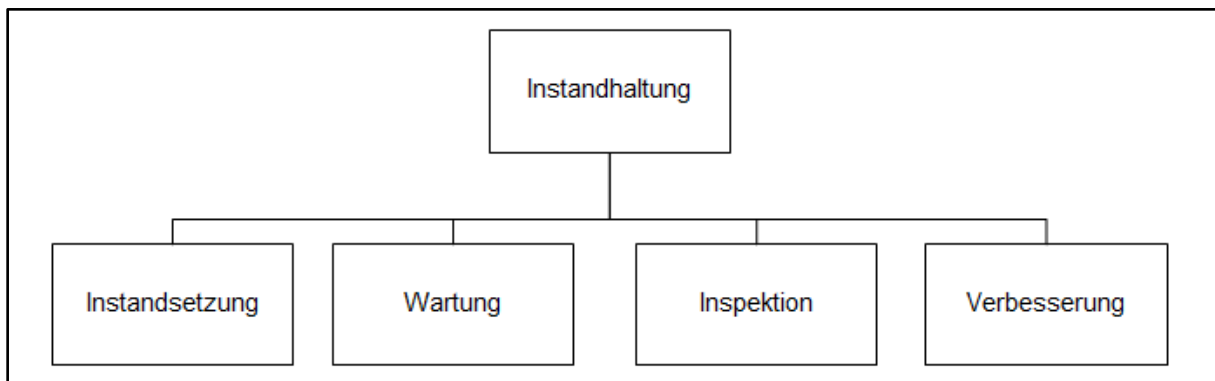 Instandhaltung
Instandsetzung
Wartung
Inspektion
Verbesserung